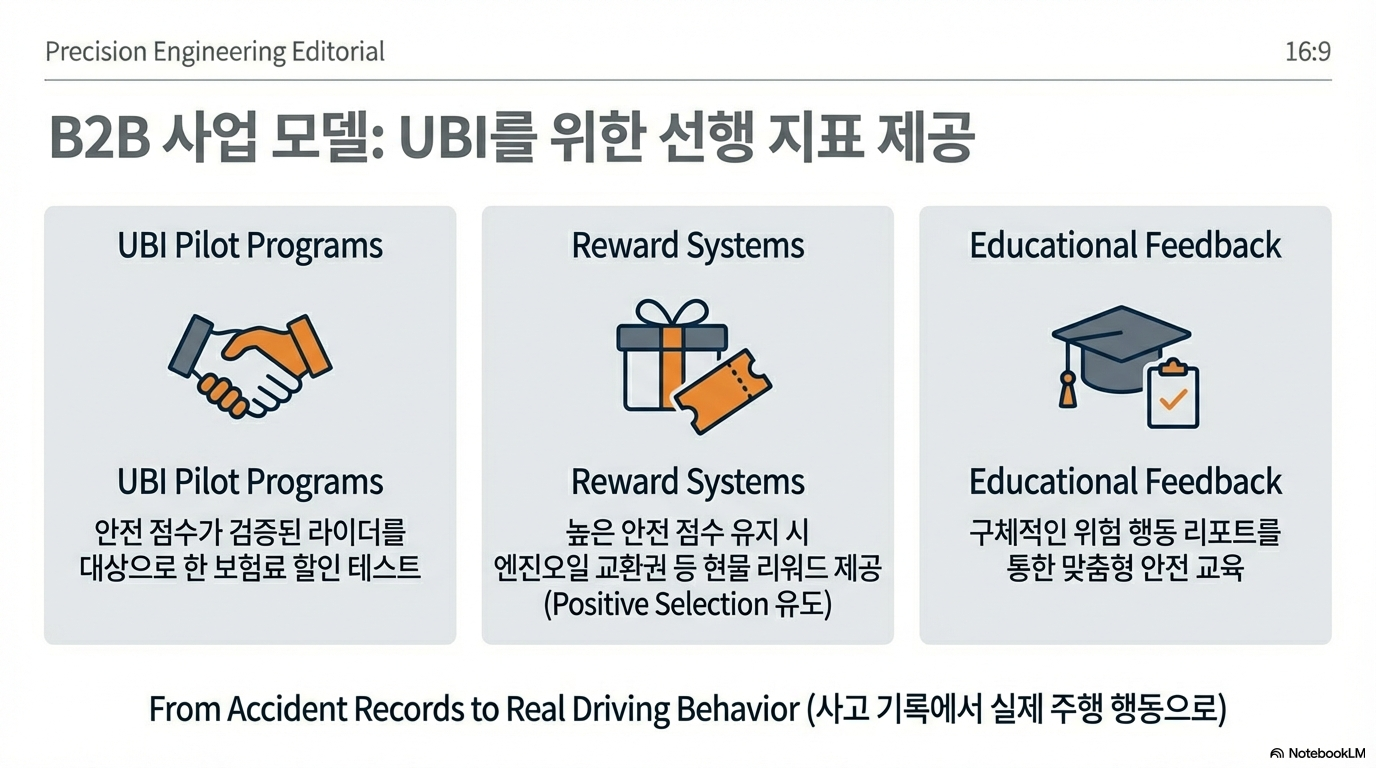 Precision Engineering Editorial
16:9
B2B 사업 모델: UBI를 위한 선행 지표 제공
UBI Pilot Programs
UBI Pilot Programs
안전 점수가 검증된 라이더를
대상으로 한 보험료 할인 테스트
Reward Systems
Reward Systems
높은 안전 점수 유지 시
엔진오일 교환권 등 현물 리워드 제공
(Positive Selection 유도)
Educational Feedback
Educational Feedback
구체적인 위험 행동 리포트를
통한 맞춤형 안전 교육
From Accident Records to Real Driving Behavior (사고 기록에서 실제 주행 행동으로)
NotebookLM